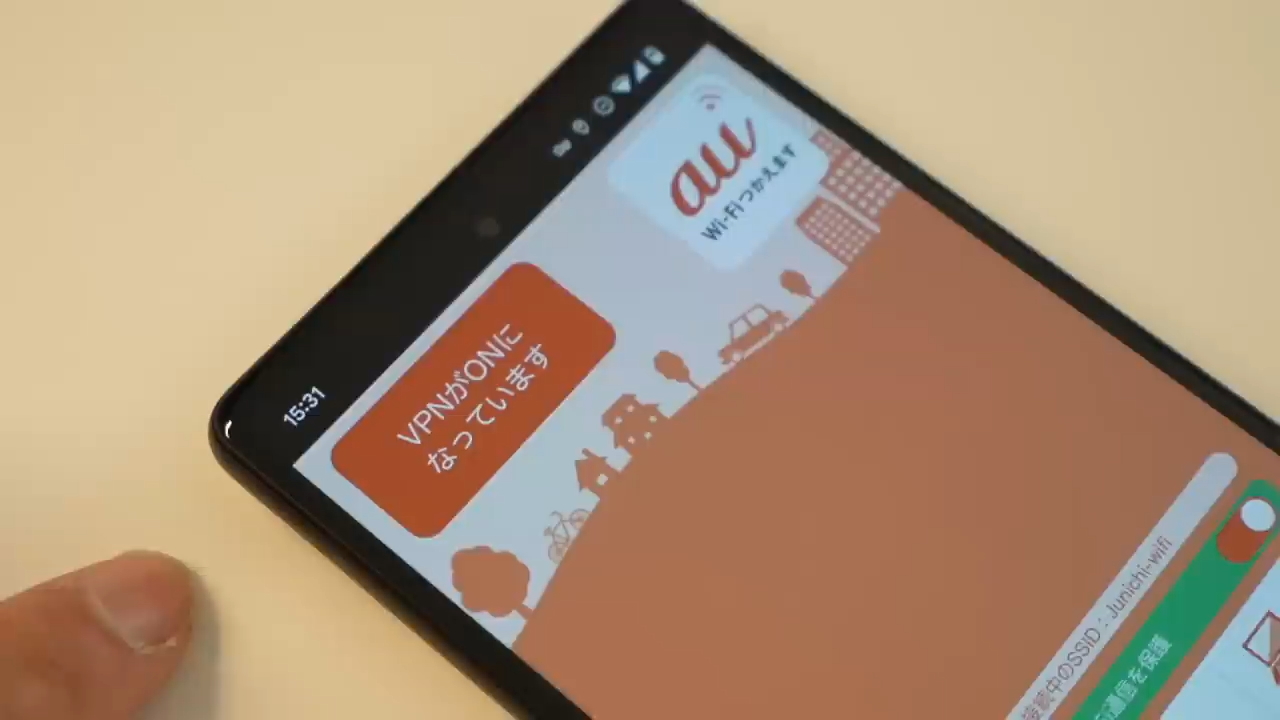 15:31
au
Wi-Fiつかえます
VPNがONに
なっています
接続中のSSID：Junichi-wifi
通信を保護